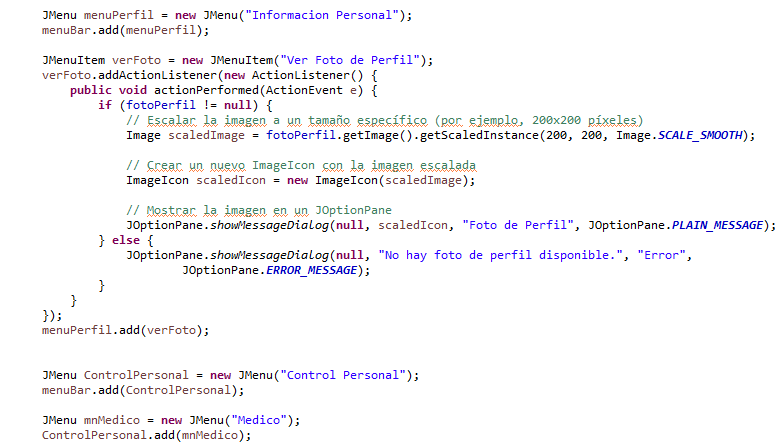 JMenu menuPerfil = new JMenu("Informacion Personal");
menuBar.add(menuPerfil);
JMenuItem verFoto = new JMenuItem("Ver Foto de Perfil");
verFoto.addActionListener(new ActionListener() {
public void actionPerformed(ActionEvent e) {
if (fotoPerfil != null) {
// Escalar la imagen a un tamaño específico (por ejemplo, 200x200 píxeles)
Image scaledImage = fotoPerfil.getImage().getScaledInstance(200, 200, Image.SCALE_SMOOTH);
// Crear un nuevo ImageIcon con la imagen escalada
ImageIcon scaledIcon = new ImageIcon(scaledImage);
// Mostrar la imagen en un JOptionPane
JOptionPane.showMessageDialog(null, scaledIcon, "Foto de Perfil", JOptionPane.PLAIN_MESSAGE);
} else {
JOptionPane.showMessageDialog(null, "No hay foto de perfil disponible.", "Error",
JOptionPane.ERROR_MESSAGE);
}
}
});
menuPerfil.add(verFoto);
JMenu ControlPersonal = new JMenu("Control Personal");
menuBar.add(ControlPersonal);
JMenu mnMedico = new JMenu("Medico");
ControlPersonal.add(mnMedico);